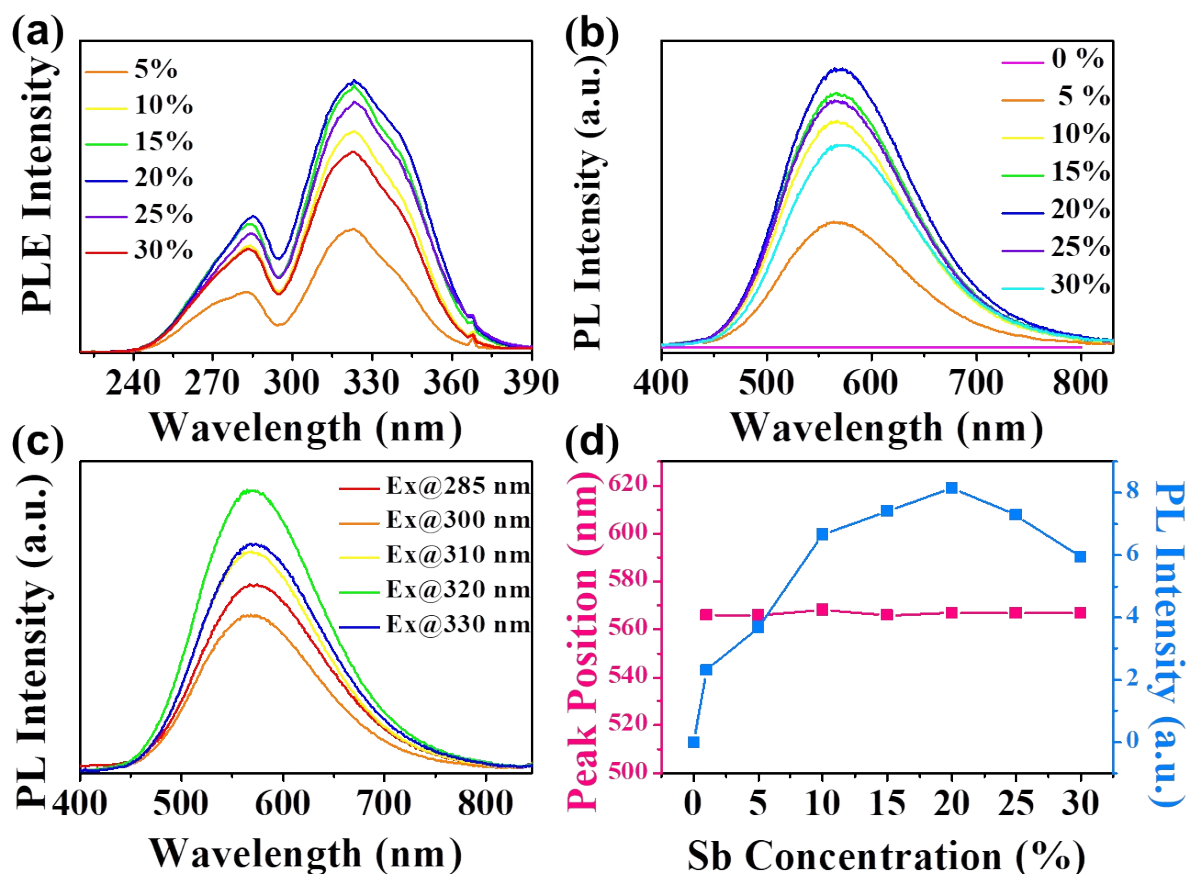 (a)
PLE Intensity
5%
10%
15%
20%
25%
30%
240 270 300 330 360 390
Wavelength (nm)
(b)
PL Intensity (a.u.)
0 %
5 %
10%
15%
20%
25%
30%
400 500 600 700 800
Wavelength (nm)
(c)
PL Intensity (a.u.)
Ex@285 nm
Ex@300 nm
Ex@310 nm
Ex@320 nm
Ex@330 nm
400 500 600 700 800
Wavelength (nm)
(d)
Peak Position (nm)
620
600
580
560
540
520
500
PL Intensity (a.u.)
8
6
4
2
0
0 5 10 15 20 25 30
Sb Concentration (%)